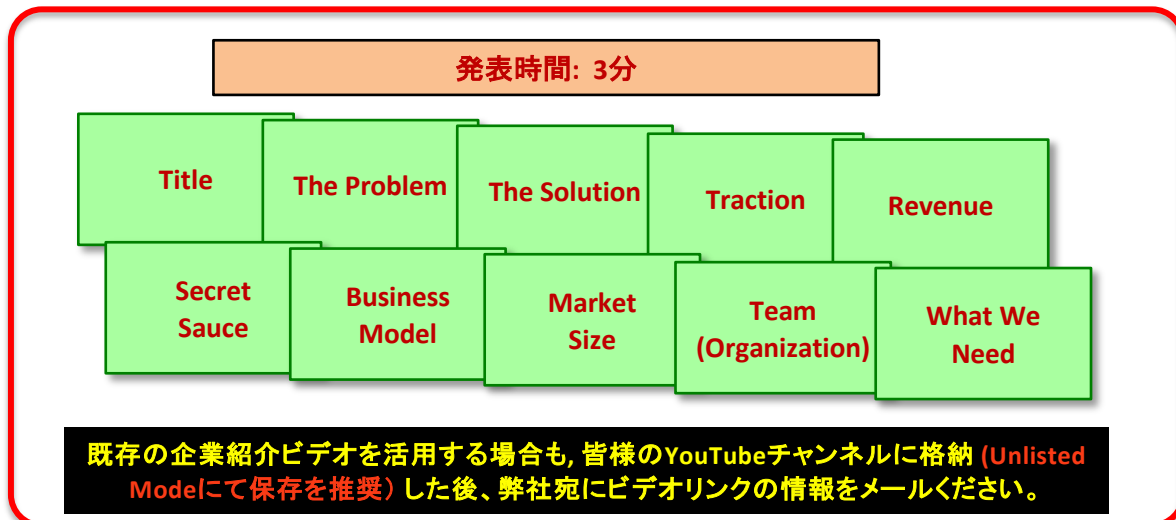 発表時間: 3分
Title
The Problem
The Solution
Traction
Revenue
Secret
Sauce
Business
Model
Market
Size
Team
(Organization)
What We
Need
既存の企業紹介ビデオを活用する場合も, 皆様のYouTubeチャンネルに格納 (Unlisted
Modeにて保存を推奨) した後、弊社宛にビデオリンクの情報をメールください。